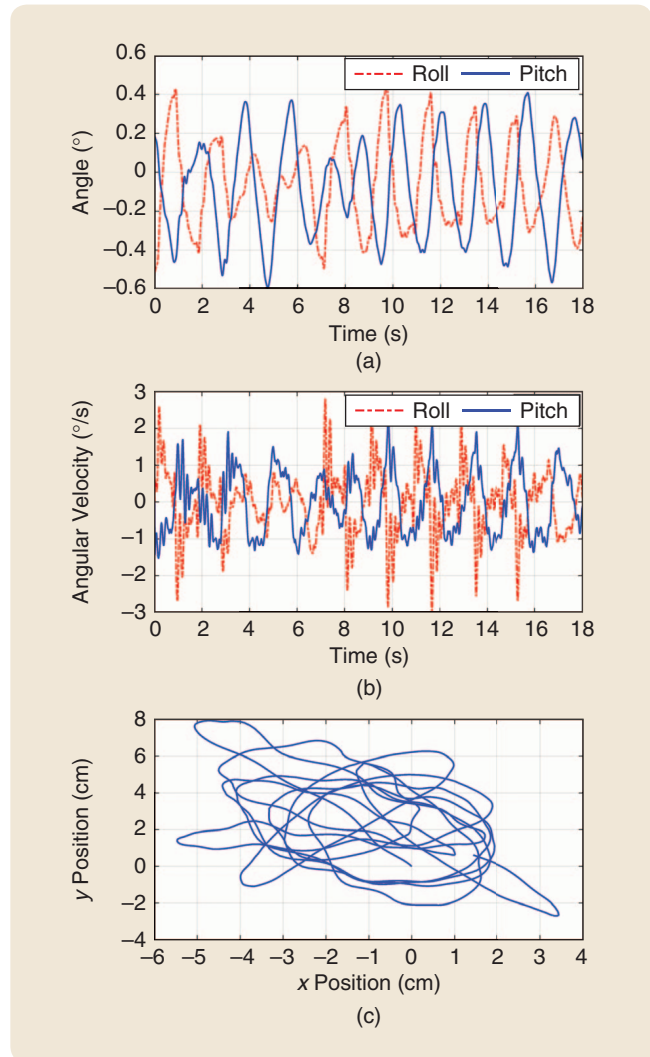 0.6
0.4
0.2
0
−0.2
−0.4
−0.6
Roll Pitch
Angle (°)
0 2 4 6 8 10 12 14 16 18
Time (s)
(a)
3
2
1
0
−1
−2
−3
Roll Pitch
Angular Velocity (°/s)
0 2 4 6 8 10 12 14 16 18
Time (s)
(b)
8
6
4
2
0
−2
−4
y Position (cm)
−6 −5 −4 −3 −2 −1 0 1 2 3 4
x Position (cm)
(c)